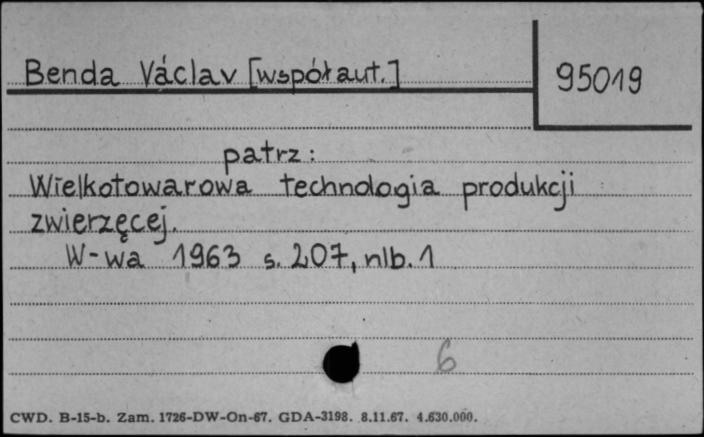 Benda Václav [współaut.]
95019
patrz:
Wielkotowarowa technologia produkcji
zwierzęcej.
W-wa 1963 s. 207, nlb. 1
6
CWD. B-15-b. Zam. 1726-DW-On-67. GDA-3198. 8.11.67. 4.630.000.